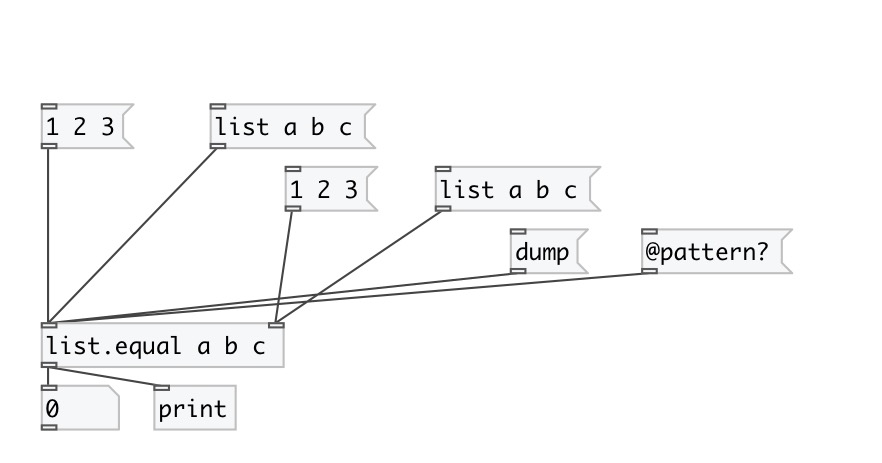 1 2 3
list a b c
1 2 3
list a b c
dump
@pattern?
list.equal a b c
0
print